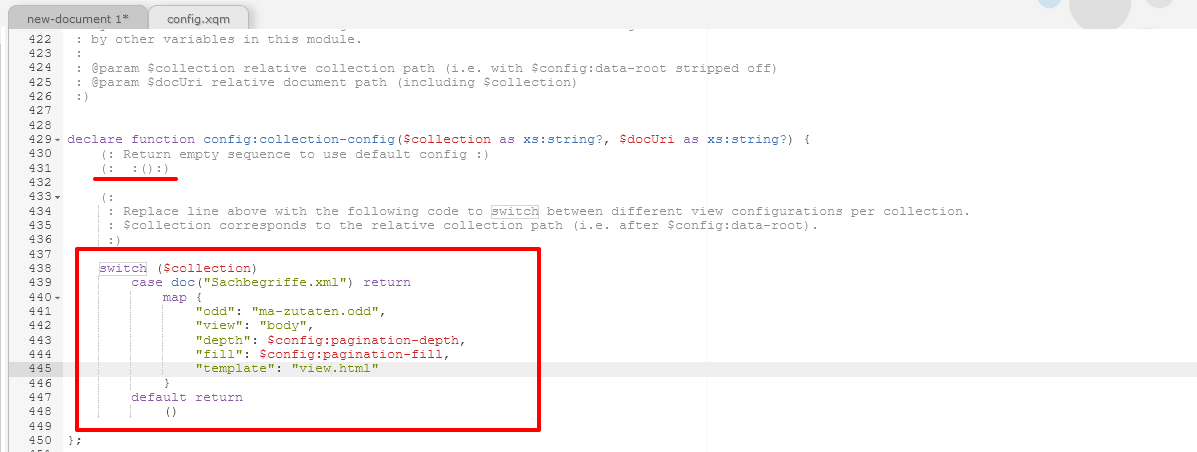 new-document 1* config.xqm
422 : by other variables in this module.
423 :
424 : @param $collection relative collection path (i.e. with $config:data-root stripped off)
425 : @param $docUri relative document path (including $collection)
426 :)
427
428
429 declare function config:collection-config($collection as xs:string?, $docUri as xs:string?) {
430 (: Return empty sequence to use default config :)
431 (:  :():)
432
433 (:
434 : Replace line above with the following code to switch between different view configurations per collection.
435 : $collection corresponds to the relative collection path (i.e. after $config:data-root).
436 :)
437
438 switch ($collection)
439 case doc("Sachbegriffe.xml") return
440 map {
441 "odd": "ma-zutaten.odd",
442 "view": "body",
443 "depth": $config:pagination-depth,
444 "fill": $config:pagination-fill,
445 "template": "view.html"
446 }
447 default return
448 ()
449
450 };